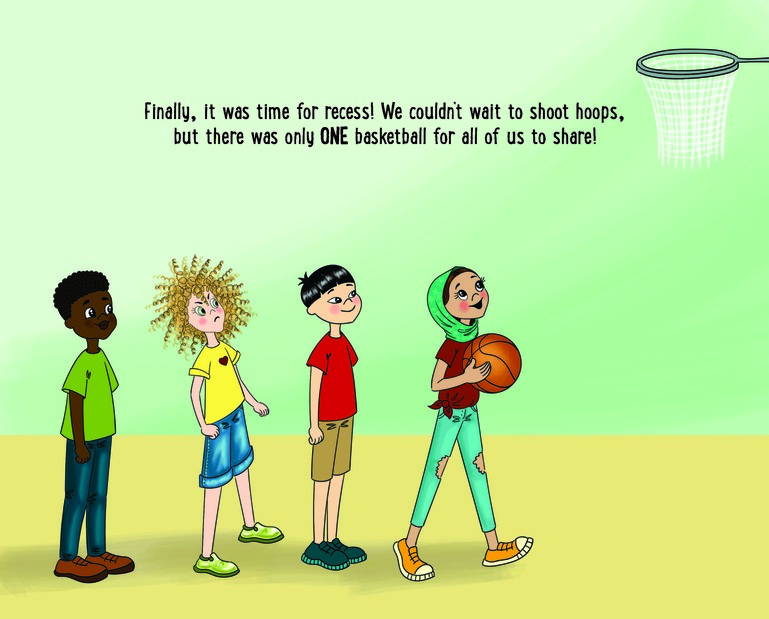 Finally, it was time for recess! We couldn't wait to shoot hoops,
but there was only ONE basketball for all of us to share!